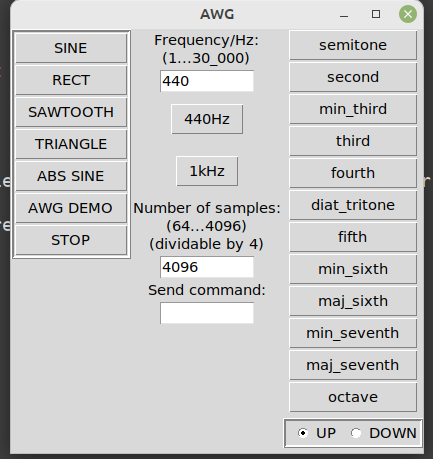 AWG
SINE
RECT
SAWTOOTH
TRIANGLE
ABS SINE
AWG DEMO
STOP
Frequency/Hz:
(1...30_000)
440
440Hz
1kHz
Number of samples:
(64...4096)
(dividable by 4)
4096
Send command:
semitone
second
min_third
third
fourth
diat_tritone
fifth
min_sixth
maj_sixth
min_seventh
maj_seventh
octave
UP DOWN